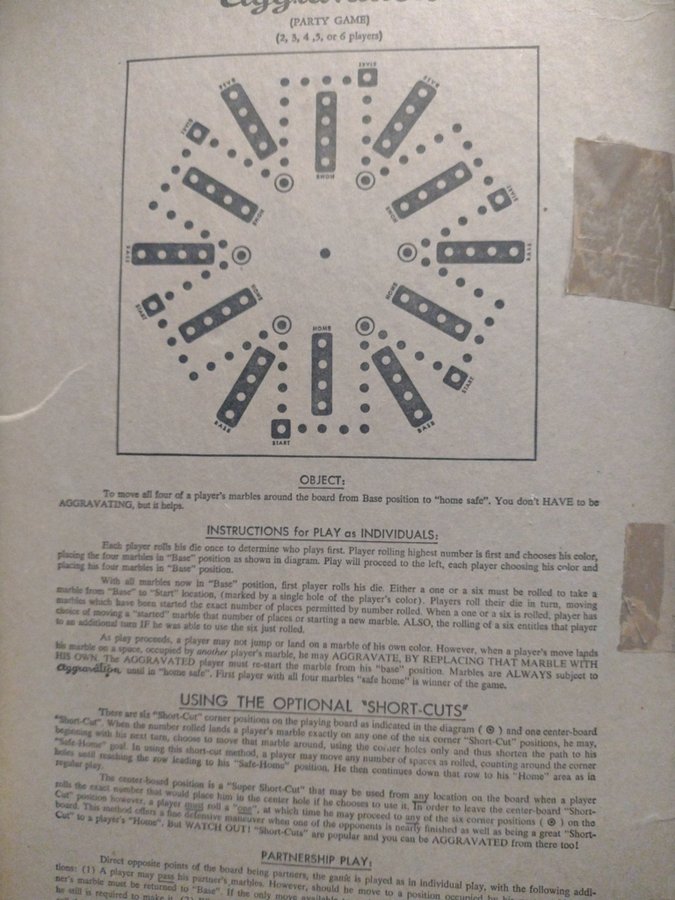 Aggravation
(PARTY GAME)
(2, 3, 4 ,5, or 6 players)
START
BASE
BASE
START
HOME
START
HOME
HOME
BASE
BASE
START
HOME
HOME
HOME
START
BASE
BASE
START
OBJECT:
To move all four of a player's marbles around the board from Base position to "home safe". You don't HAVE to be
AGGRAVATING, but it helps.
INSTRUCTIONS for PLAY as INDIVIDUALS:
Each player rolls his die once to determine who plays first. Player rolling highest number is first and chooses his color,
placing the four marbles in "Base" position as shown in diagram. Play will proceed to the left, each player choosing his color and
placing his four marbles in "Base" position.
With all marbles now in "Base" position, first player rolls his die. Either a one or a six must be rolled to take a
marble from "Base" to "Start" location, (marked by a single hole of the player's color). Players roll their die in turn, moving
marbles which have been started the exact number of places permitted by number rolled. When a one or a six is rolled, player has
choice of moving a "started" marble that number of places or starting a new marble. ALSO, the rolling of a six entitles that player
to an additional turn IF he was able to use the six just rolled.
As play proceeds, a player may not jump or land on a marble of his own color. However, when a player's move lands
his marble on a space, occupied by another player's marble, he may AGGRAVATE, BY REPLACING THAT MARBLE WITH
HIS OWN. The AGGRAVATED player must re-start the marble from his "base" position. Marbles are ALWAYS subject to
Aggravation, until in "home safe". First player with all four marbles "safe home" is winner of the game.
USING THE OPTIONAL "SHORT-CUTS"
There are six "Short-Cut" corner positions on the playing board as indicated in the diagram ( ⊙ ) and one center-board
"Short-Cut". When the number rolled lands a player's marble exactly on any one of the six corner "Short-Cut" positions, he may,
beginning with his next turn, choose to move that marble around, using the corner holes only and thus shorten the path to his
"Safe-Home" goal. In using this short-cut method, a player may move any number of spaces as rolled, counting around the corner
holes until reaching the row leading to his "Safe-Home" position. He then continues down that row to his "Home" area as in
regular play.
The center-board position is a "Super Short-Cut" that may be used from any location on the board when a player
rolls the exact number that would place him in the center hole if he chooses to use it. In order to leave the center-board "Short-
Cut" position however, a player must roll a "one", at which time he may proceed to any of the six corner positions ( ⊙ ) on the
board. This method offers a fine defensive maneuver when one of the opponents is nearly finished as well as being a great "Short-
Cut" to a player's "Home". But WATCH OUT! "Short-Cuts" are popular and you can be AGGRAVATED from there too!
PARTNERSHIP PLAY:
Direct opposite points of the board being partners, the game is played as in individual play, with the following addi-
tions: (1) A player may pass his partner's marbles. However, should he move to a position occupied by his
ner's marble must be returned to "Base". If the only move available
he still is required to make it. (2)